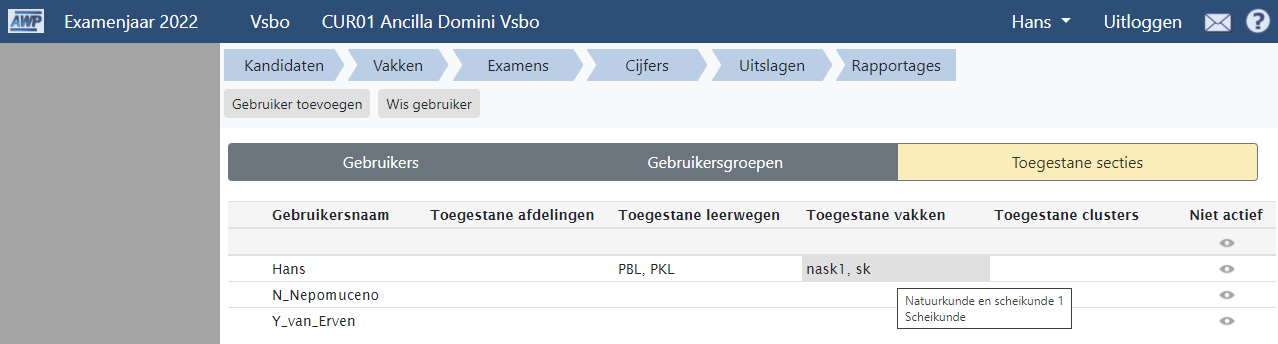 AWP Examenjaar 2022 Vsbo CUR01 Ancilla Domini Vsbo Hans Uitloggen ?
Kandidaten Vakken Examens Cijfers Uitslagen Rapportages
Gebruiker toevoegen Wis gebruiker
Gebruikers Gebruikersgroepen Toegestane secties
Gebruikersnaam Toegestane afdelingen Toegestane leerwegen Toegestane vakken Toegestane clusters Niet actief
Hans PBL, PKL nask1, sk
N_Nepomuceno
Natuurkunde en scheikunde 1
Scheikunde
Y_van_Erven